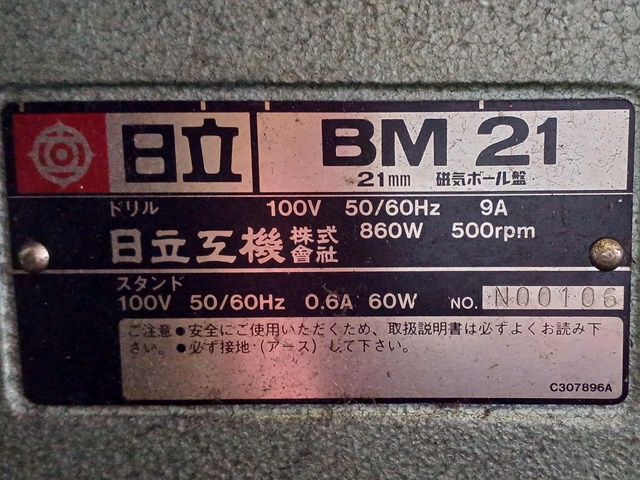 日立
BM 21
21mm 磁気ボール盤
ドリル 100V 50/60Hz 9A
日立工機株式會社 860W 500rpm
スタンド
100V 50/60Hz 0.6A 60W NO. N00106
ご注意 ●安全にご使用いただくため、取扱説明書は必ずよくお読み下
さい。 ●必ず接地(アース)して下さい。
C307896A